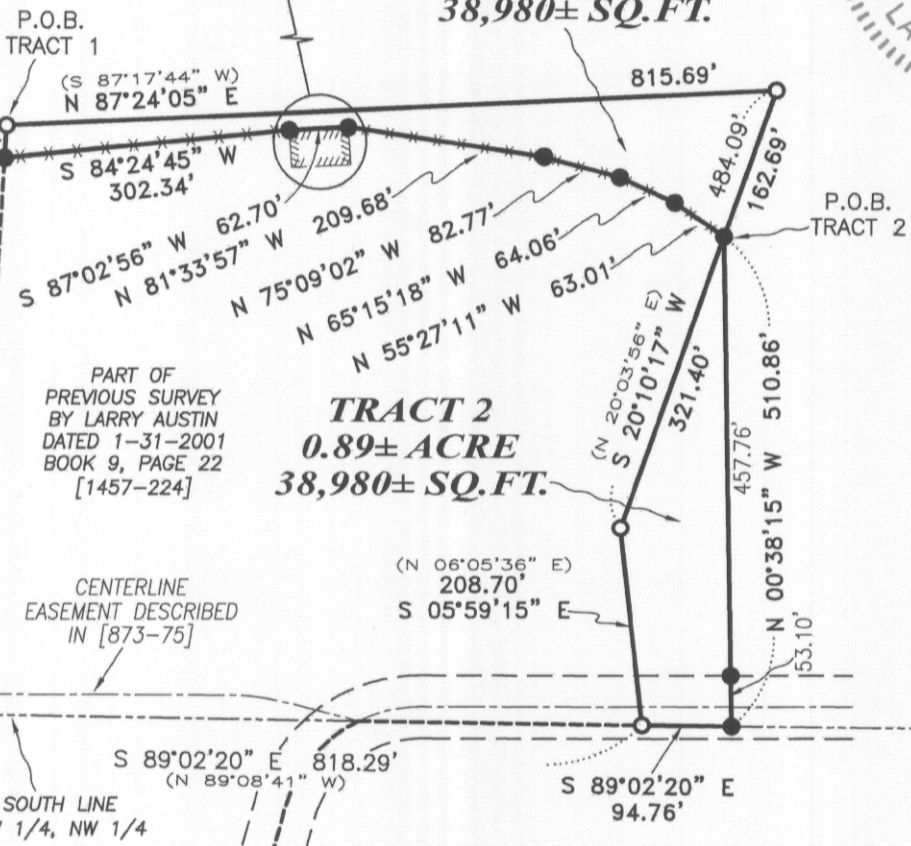 38,980± SQ.FT.
LA
P.O.B.
TRACT 1
(S 87°17'44" W)
N 87°24'05" E
815.69'
S 84°24'45" W
302.34'
484.09'
162.69'
P.O.B.
TRACT 2
S 87°02'56" W 62.70'
N 81°33'57" W 209.68'
N 75°09'02" W 82.77'
N 65°15'18" W 64.06'
N 55°27'11" W 63.01'
(N 20°03'56" E)
S 20°10'17" W
321.40'
457.76'
N 00°38'15" W 510.86'
53.10'
PART OF
PREVIOUS SURVEY
BY LARRY AUSTIN
DATED 1-31-2001
BOOK 9, PAGE 22
[1457-224]
TRACT 2
0.89± ACRE
38,980± SQ.FT.
(N 06°05'36" E)
208.70'
S 05°59'15" E
CENTERLINE
EASEMENT DESCRIBED
IN [873-75]
S 89°02'20" E 818.29'
(N 89°08'41" W)
S 89°02'20" E
94.76'
SOUTH LINE
1/4, NW 1/4